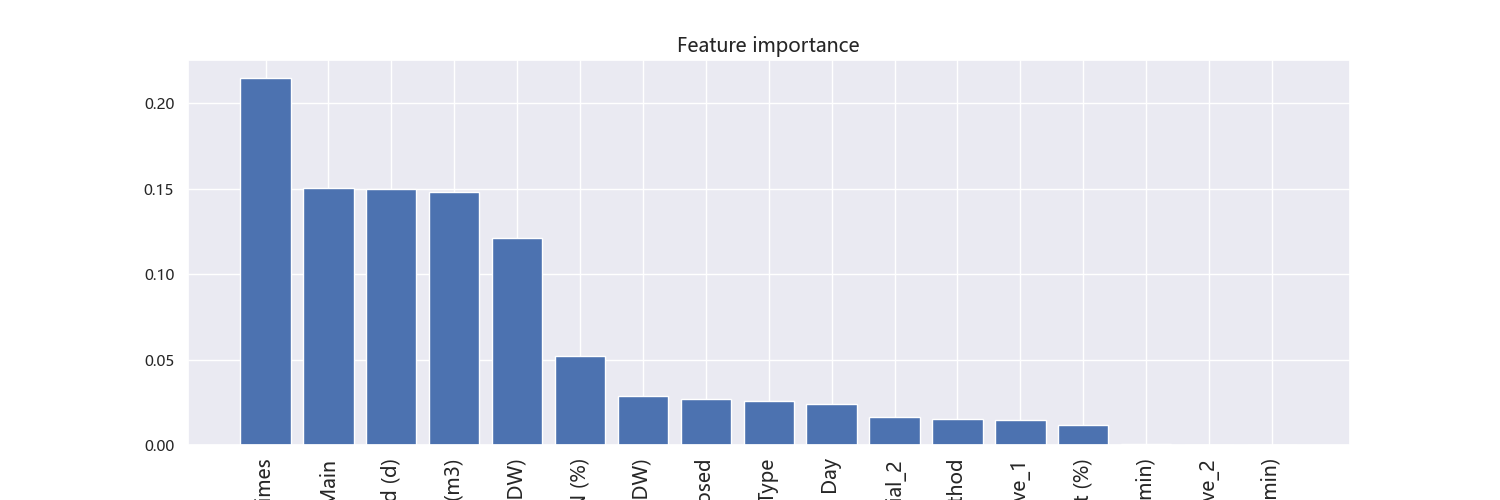 Feature importance
0.20
0.15
0.10
0.05
0.00
imes
Main
d (d)
(m3)
DW)
(%)
DW)
osed
Type
Day
ial_2
thod
ve_1
t (%)
min)
ve_2
min)